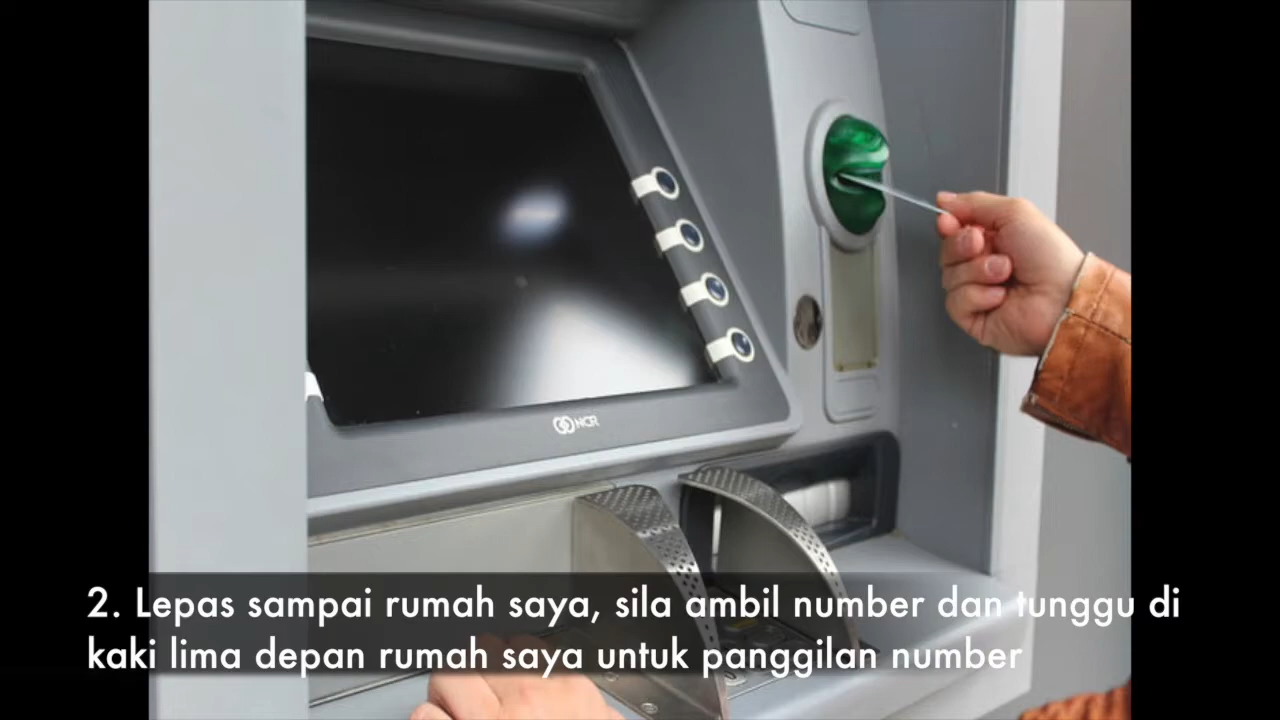 NCR
2. Lepas sampai rumah saya, sila ambil number dan tunggu di
kaki lima depan rumah saya untuk panggilan number